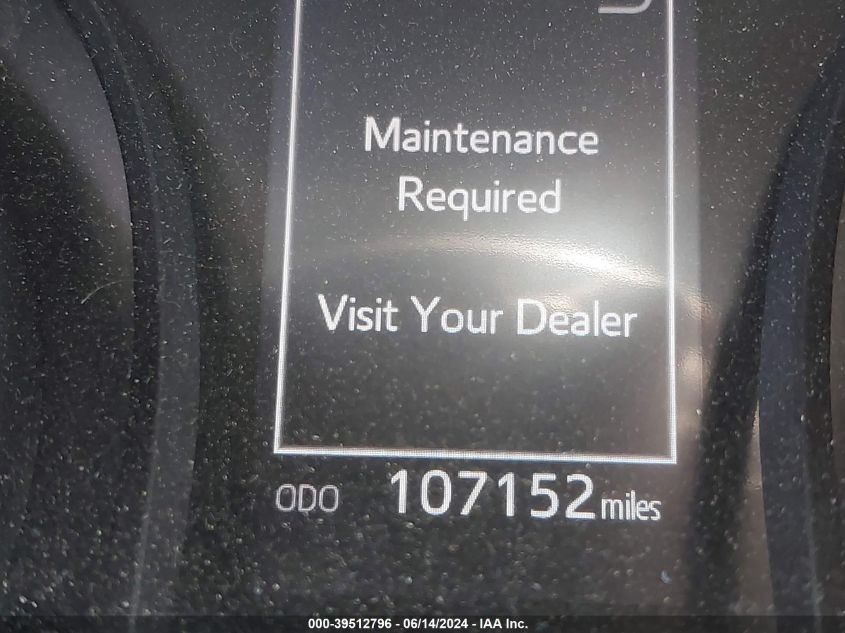 Maintenance
Required
Visit Your Dealer
ODO 107152 miles
000-39512796 - 06/14/2024 - IAA Inc.